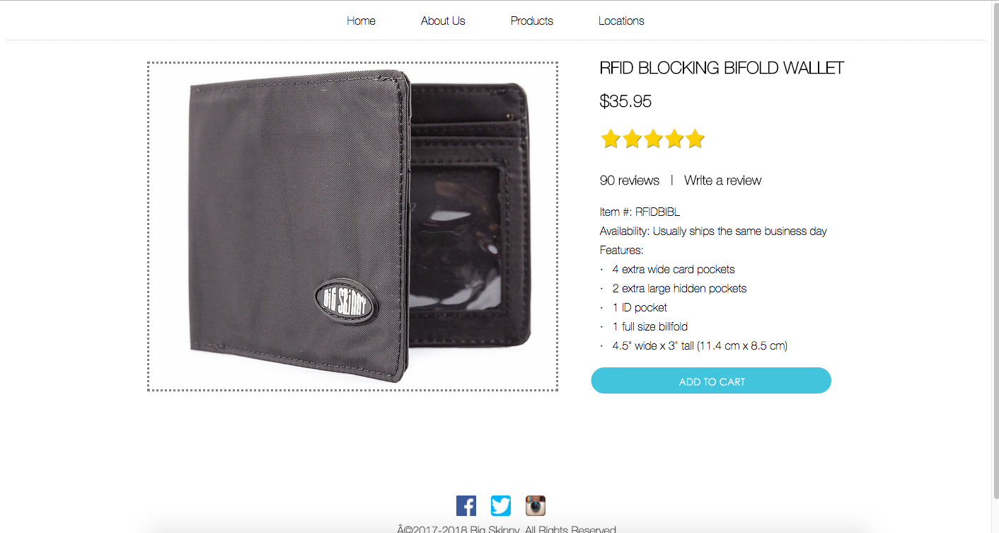 Home About Us Products Locations
RFID BLOCKING BIFOLD WALLET
$35.95
90 reviews | Write a review
Item #: RFIDBIBL
Availability: Usually ships the same business day
Features:
· 4 extra wide card pockets
· 2 extra large hidden pockets
· 1 ID pocket
· 1 full size billfold
· 4.5" wide x 3" tall (11.4 cm x 8.5 cm)
BIG SKINNY
ADD TO CART
Â©2017-2018 Big Skinny. All Rights Reserved